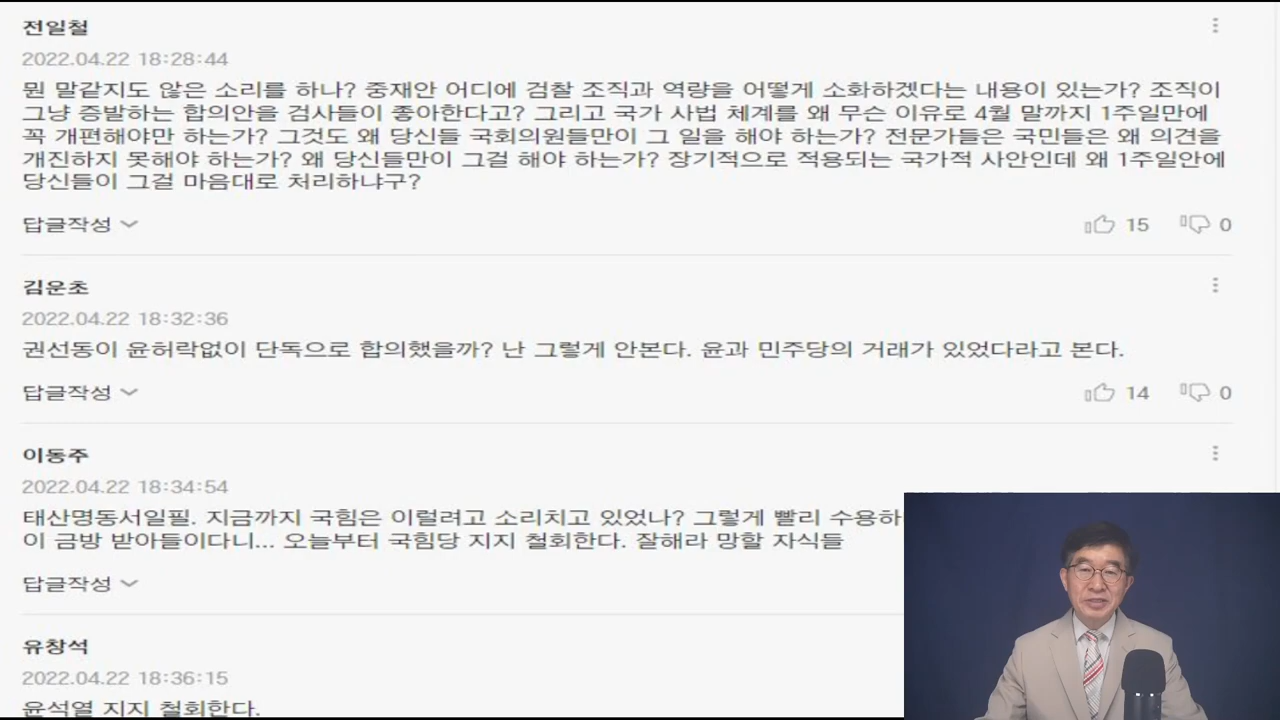 전일철
2022.04.22 18:28:44
뭔 말같지도 않은 소리를 하나? 중재안 어디에 검찰 조직과 역량을 어떻게 소화하겠다는 내용이 있는가? 조직이
그냥 증발하는 합의안을 검사들이 좋아한다고? 그리고 국가 사법 체계를 왜 무슨 이유로 4월 말까지 1주일만에
꼭 개편해야만 하는가? 그것도 왜 당신들 국회의원들만이 그 일을 해야 하는가? 전문가들은 국민들은 왜 의견을
개진하지 못해야 하는가? 왜 당신들만이 그걸 해야 하는가? 장기적으로 적용되는 국가적 사안인데 왜 1주일안에
당신들이 그걸 마음대로 처리하냐구?
답글작성
15 0
김운초
2022.04.22 18:32:36
권선동이 윤허락없이 단독으로 합의했을까? 난 그렇게 안본다. 윤과 민주당의 거래가 있었다라고 본다.
답글작성
14 0
이동주
2022.04.22 18:34:54
태산명동서일필. 지금까지 국힘은 이럴려고 소리치고 있었나? 그렇게 빨리 수용하
이 금방 받아들이다니... 오늘부터 국힘당 지지 철회한다. 잘해라 망할 자식들
답글작성
유창석
2022.04.22 18:36:15
윤석열 지지 철회한다.